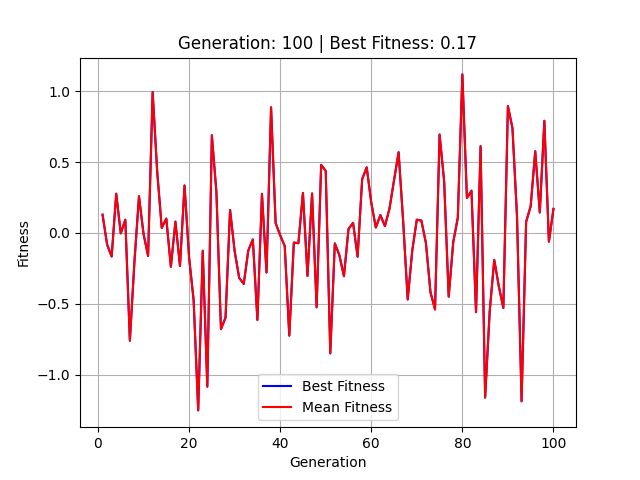 Generation: 100 | Best Fitness: 0.17
1.0
0.5
0.0
−0.5
−1.0
Fitness
Best Fitness
Mean Fitness
0 20 40 60 80 100
Generation